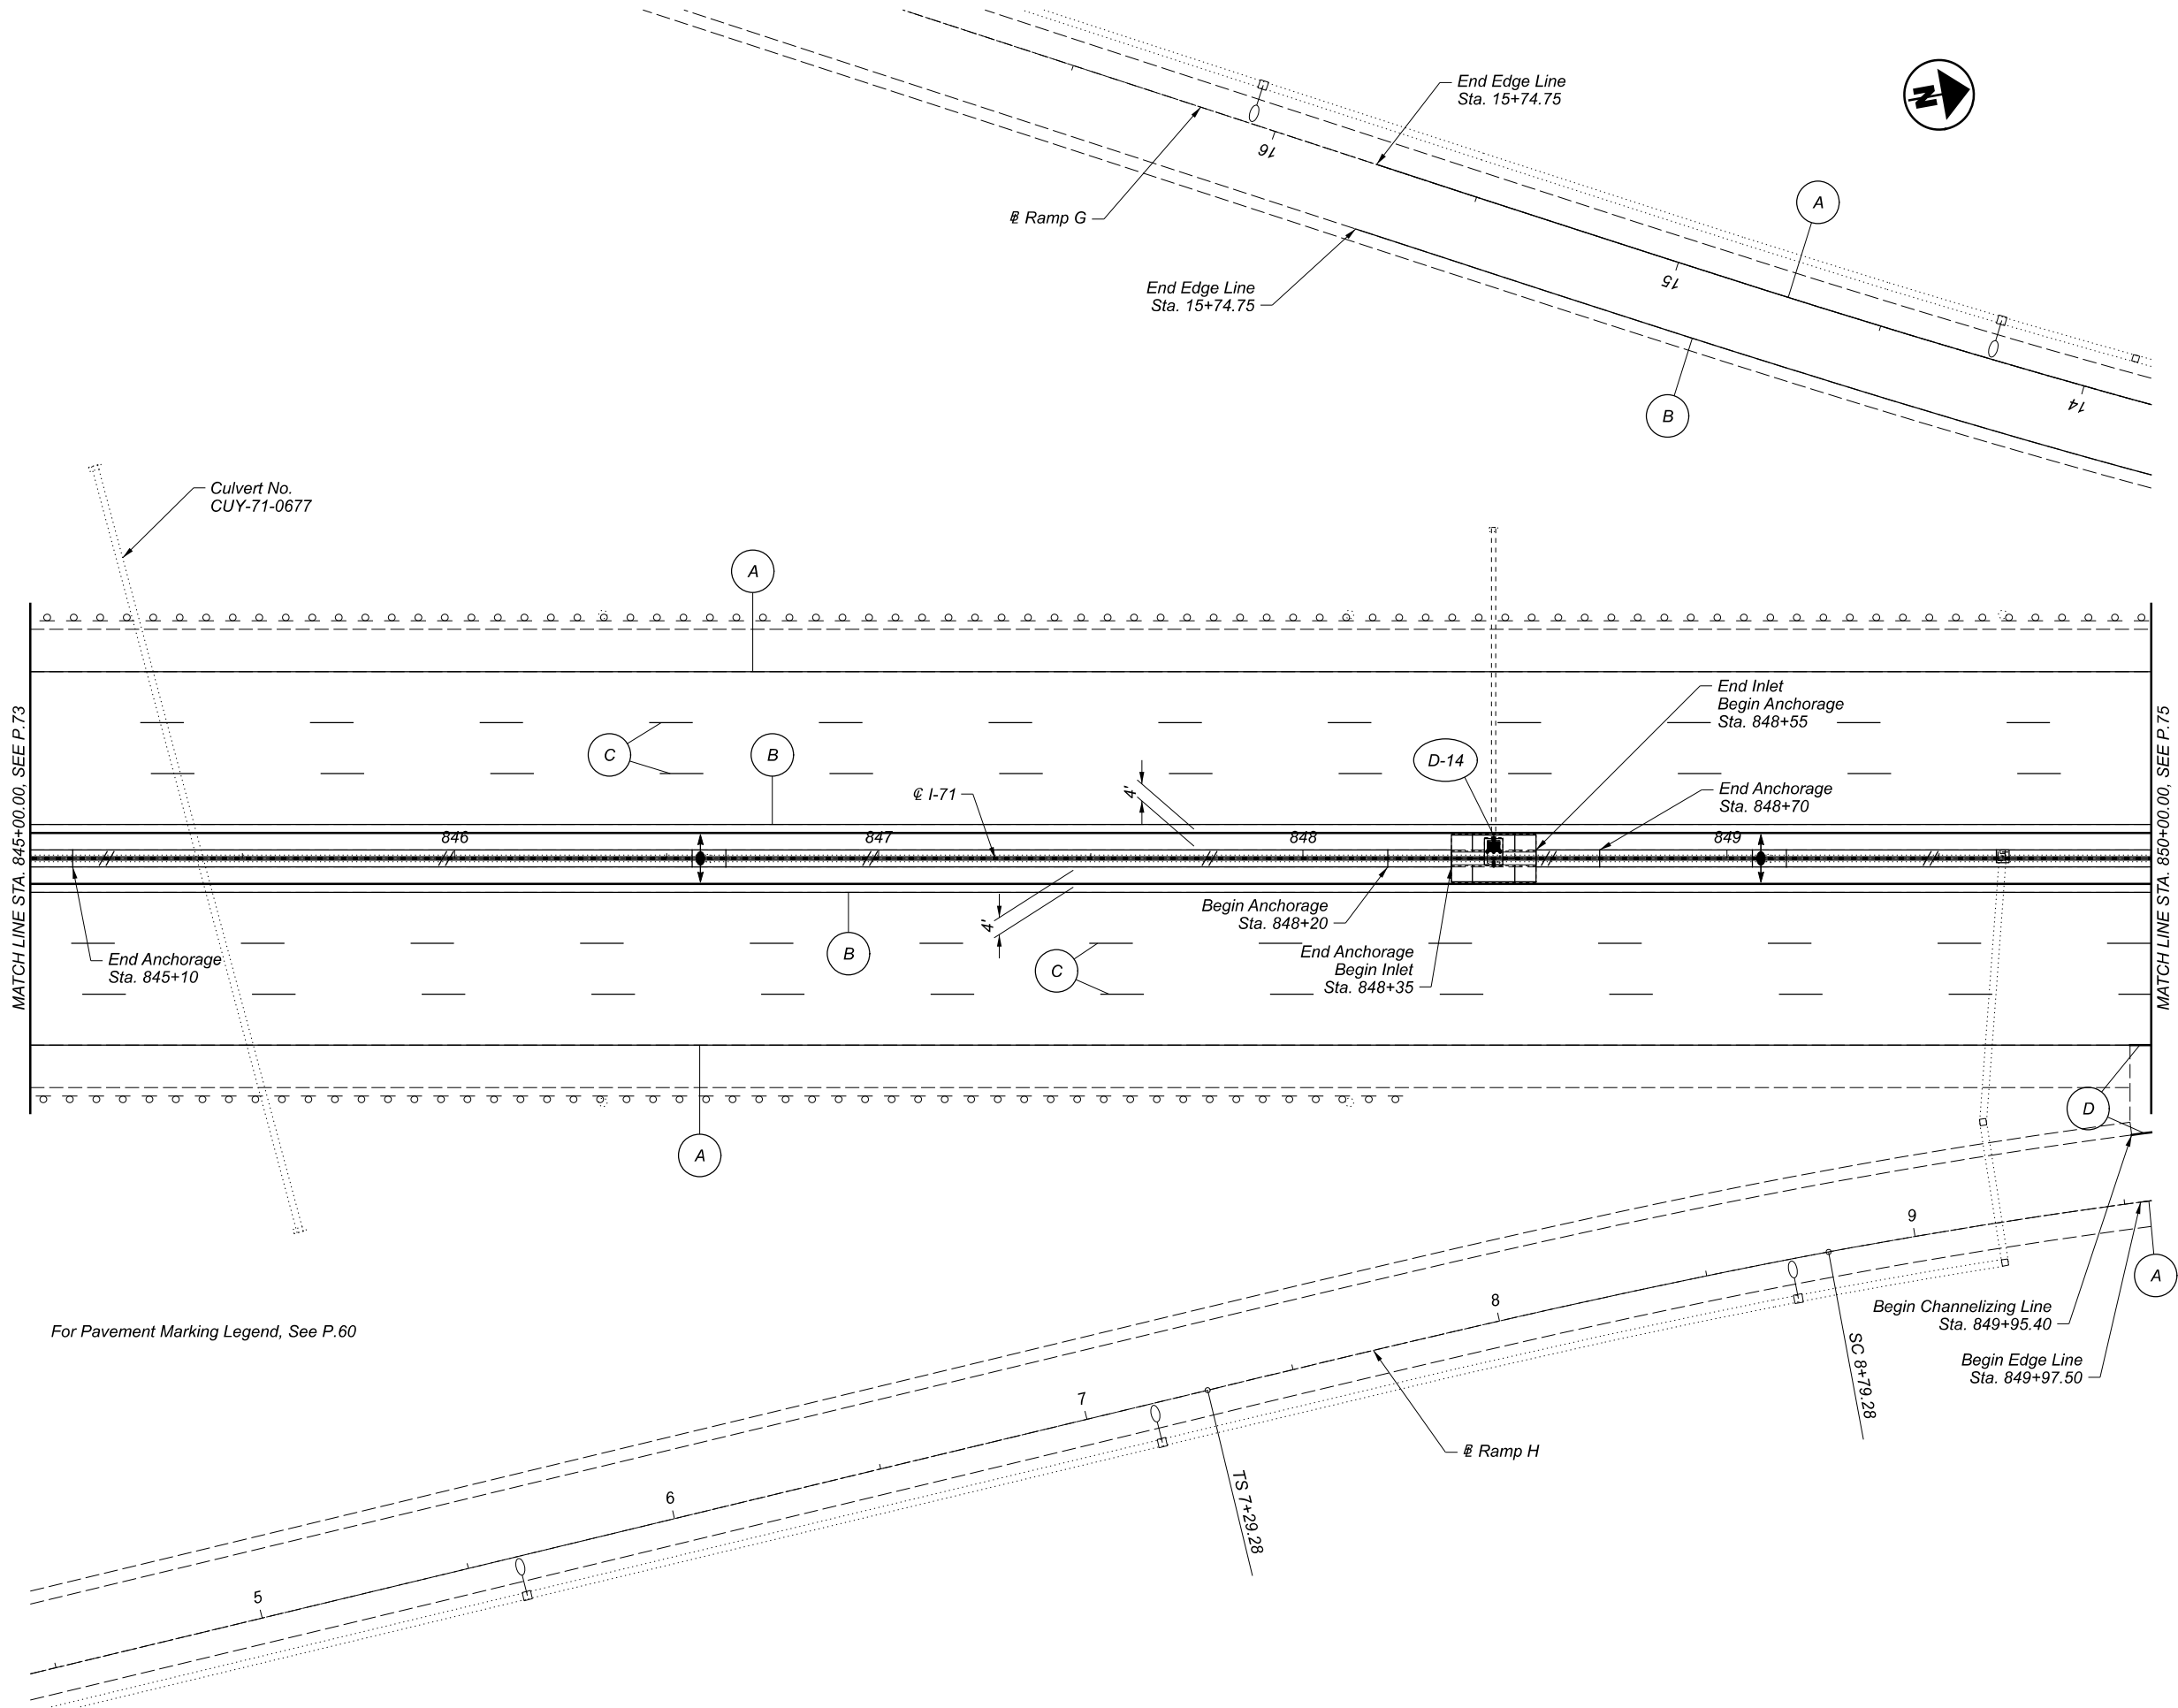 End Edge Line
Sta. 15+74.75
N
A
16
℄ Ramp G
15
End Edge Line
Sta. 15+74.75
14
B
Culvert No.
CUY-71-0677
A
MATCH LINE STA. 845+00.00, SEE P.73
MATCH LINE STA. 850+00.00, SEE P.75
End Inlet
Begin Anchorage
Sta. 848+55
C
B
D-14
4'
℄ I-71
End Anchorage
Sta. 848+70
846
847
848
849
Begin Anchorage
Sta. 848+20
4'
B
End Anchorage
Sta. 845+10
C
End Anchorage
Begin Inlet
Sta. 848+35
D
A
9
A
8
Begin Channelizing Line
Sta. 849+95.40
For Pavement Marking Legend, See P.60
SC 8+79.28
Begin Edge Line
Sta. 849+97.50
7
℄ Ramp H
TS 7+29.28
6
5